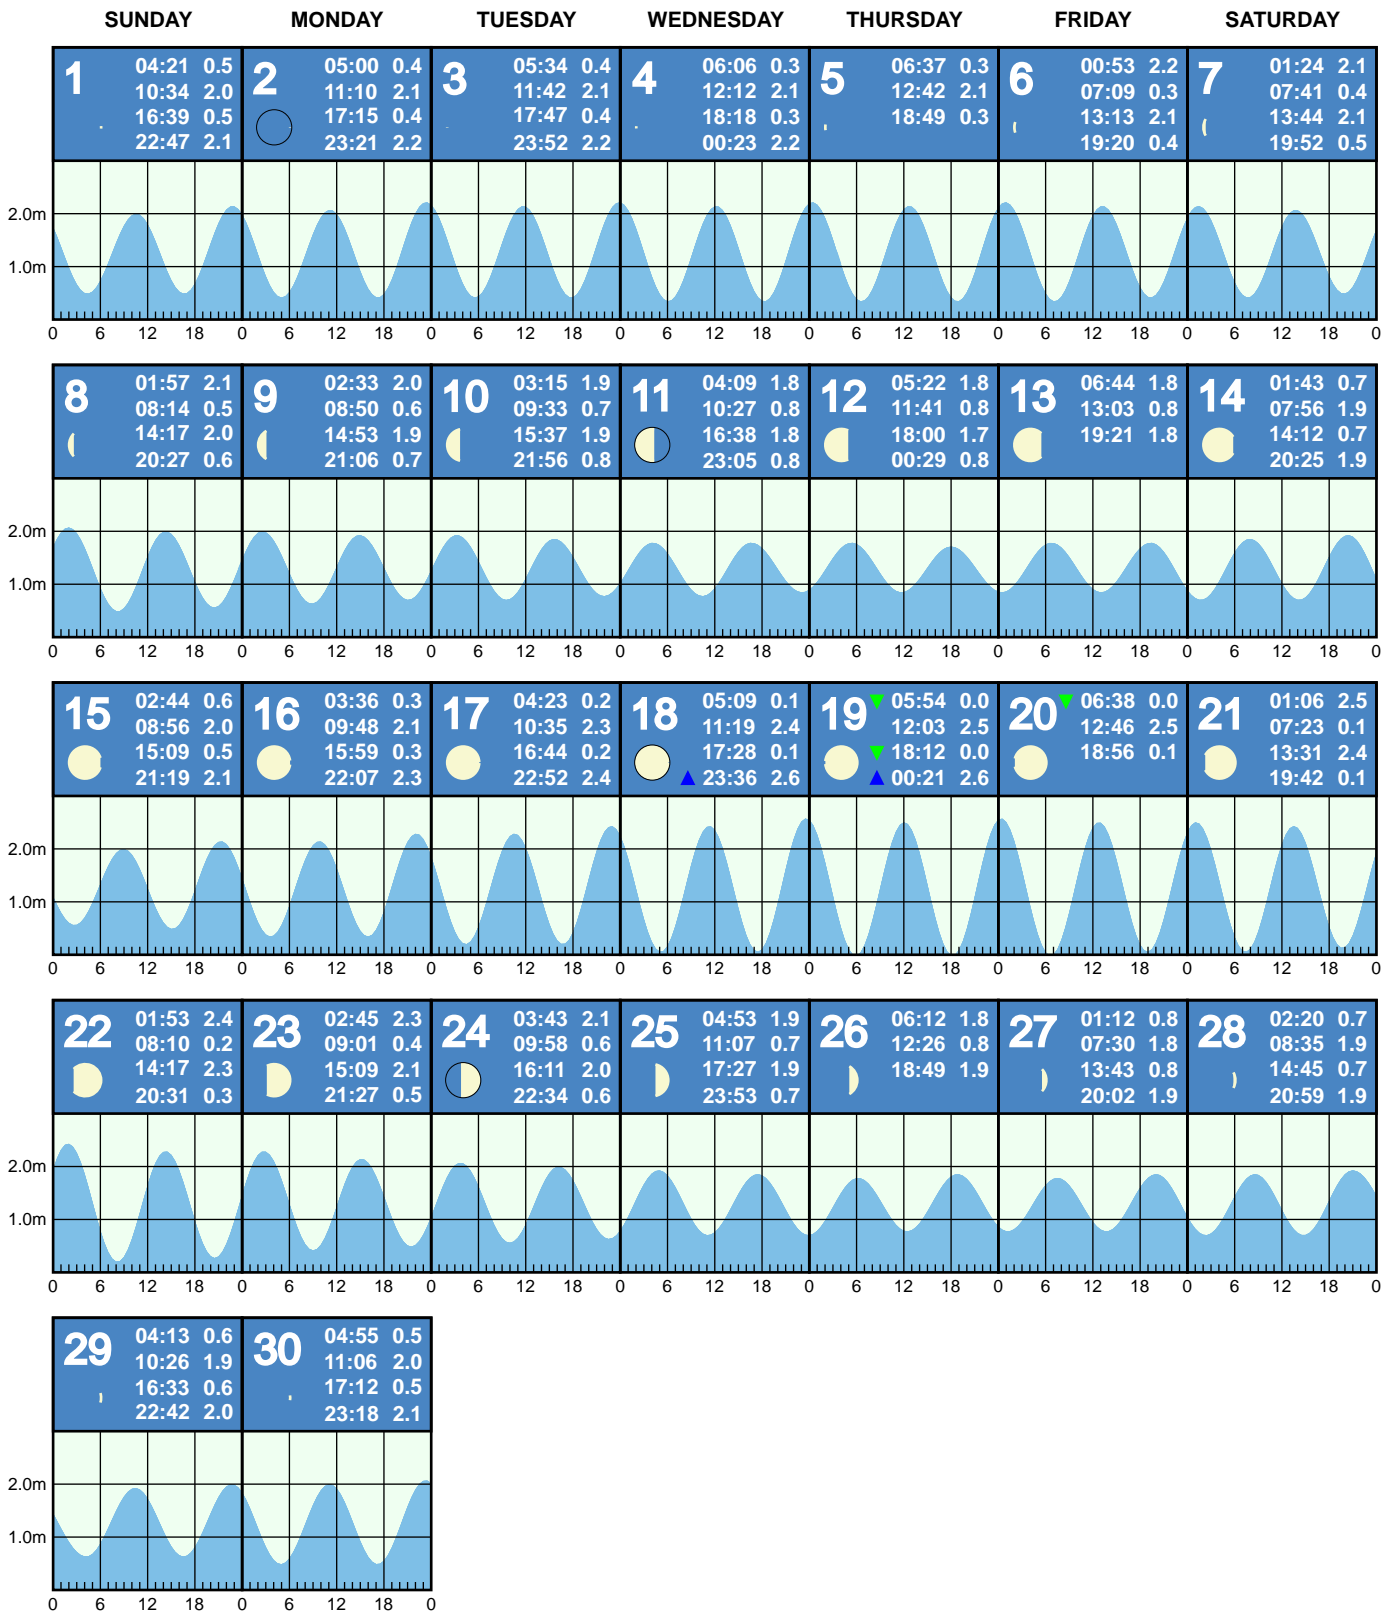 SUNDAY MONDAY TUESDAY WEDNESDAY THURSDAY FRIDAY SATURDAY
1 04:21 0.5
10:34 2.0
16:39 0.5
22:47 2.1
2 05:00 0.4
11:10 2.1
17:15 0.4
23:21 2.2
3 05:34 0.4
11:42 2.1
17:47 0.4
23:52 2.2
4 06:06 0.3
12:12 2.1
18:18 0.3
00:23 2.2
5 06:37 0.3
12:42 2.1
18:49 0.3
6 00:53 2.2
07:09 0.3
13:13 2.1
19:20 0.4
7 01:24 2.1
07:41 0.4
13:44 2.1
19:52 0.5
2.0m
1.0m
0 6 12 18 0 6 12 18 0 6 12 18 0 6 12 18 0 6 12 18 0 6 12 18 0 6 12 18 0
8 01:57 2.1
08:14 0.5
14:17 2.0
20:27 0.6
9 02:33 2.0
08:50 0.6
14:53 1.9
21:06 0.7
10 03:15 1.9
09:33 0.7
15:37 1.9
21:56 0.8
11 04:09 1.8
10:27 0.8
16:38 1.8
23:05 0.8
12 05:22 1.8
11:41 0.8
18:00 1.7
00:29 0.8
13 06:44 1.8
13:03 0.8
19:21 1.8
14 01:43 0.7
07:56 1.9
14:12 0.7
20:25 1.9
2.0m
1.0m
0 6 12 18 0 6 12 18 0 6 12 18 0 6 12 18 0 6 12 18 0 6 12 18 0 6 12 18 0
15 02:44 0.6
08:56 2.0
15:09 0.5
21:19 2.1
16 03:36 0.3
09:48 2.1
15:59 0.3
22:07 2.3
17 04:23 0.2
10:35 2.3
16:44 0.2
22:52 2.4
18 05:09 0.1
11:19 2.4
17:28 0.1
23:36 2.6
19 05:54 0.0
12:03 2.5
18:12 0.0
00:21 2.6
20 06:38 0.0
12:46 2.5
18:56 0.1
21 01:06 2.5
07:23 0.1
13:31 2.4
19:42 0.1
2.0m
1.0m
0 6 12 18 0 6 12 18 0 6 12 18 0 6 12 18 0 6 12 18 0 6 12 18 0 6 12 18 0
22 01:53 2.4
08:10 0.2
14:17 2.3
20:31 0.3
23 02:45 2.3
09:01 0.4
15:09 2.1
21:27 0.5
24 03:43 2.1
09:58 0.6
16:11 2.0
22:34 0.6
25 04:53 1.9
11:07 0.7
17:27 1.9
23:53 0.7
26 06:12 1.8
12:26 0.8
18:49 1.9
27 01:12 0.8
07:30 1.8
13:43 0.8
20:02 1.9
28 02:20 0.7
08:35 1.9
14:45 0.7
20:59 1.9
2.0m
1.0m
0 6 12 18 0 6 12 18 0 6 12 18 0 6 12 18 0 6 12 18 0 6 12 18 0 6 12 18 0
29 04:13 0.6
10:26 1.9
16:33 0.6
22:42 2.0
30 04:55 0.5
11:06 2.0
17:12 0.5
23:18 2.1
2.0m
1.0m
0 6 12 18 0 6 12 18 0